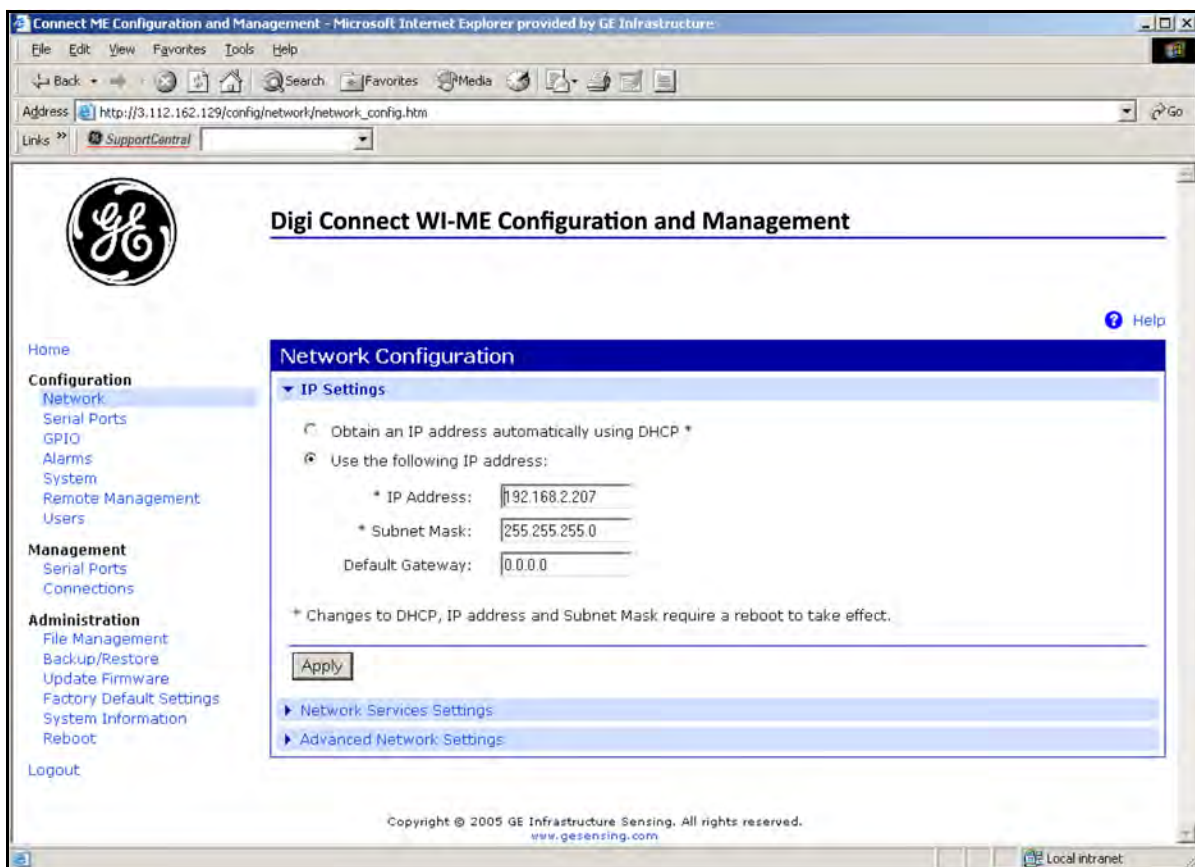 Connect ME Configuration and Management - Microsoft Internet Explorer provided by GE Infrastructure
File Edit View Favorites Tools Help
Back Search Favorites Media
Address http://3.112.162.129/config/network/network_config.htm Go
Links » SupportCentral
GE
Digi Connect WI-ME Configuration and Management
? Help
Home
Configuration
Network
Serial Ports
GPIO
Alarms
System
Remote Management
Users
Management
Serial Ports
Connections
Administration
File Management
Backup/Restore
Update Firmware
Factory Default Settings
System Information
Reboot
Logout
Network Configuration
IP Settings
Obtain an IP address automatically using DHCP *
Use the following IP address:
* IP Address: 192.168.2.207
* Subnet Mask: 255.255.255.0
Default Gateway: 0.0.0.0
* Changes to DHCP, IP address and Subnet Mask require a reboot to take effect.
Apply
Network Services Settings
Advanced Network Settings
Copyright © 2005 GE Infrastructure Sensing. All rights reserved.
www.gesensing.com
Local intranet